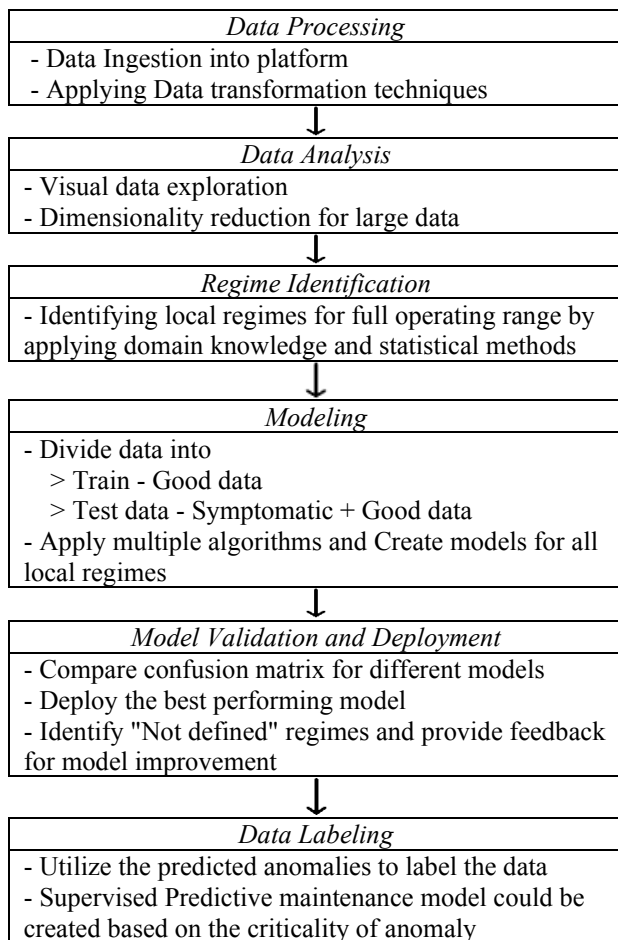 Data Processing
- Data Ingestion into platform
- Applying Data transformation techniques
Data Analysis
- Visual data exploration
- Dimensionality reduction for large data
Regime Identification
- Identifying local regimes for full operating range by
applying domain knowledge and statistical methods
Modeling
- Divide data into
> Train - Good data
> Test data - Symptomatic + Good data
- Apply multiple algorithms and Create models for all
local regimes
Model Validation and Deployment
- Compare confusion matrix for different models
- Deploy the best performing model
- Identify "Not defined" regimes and provide feedback
for model improvement
Data Labeling
- Utilize the predicted anomalies to label the data
- Supervised Predictive maintenance model could be
created based on the criticality of anomaly